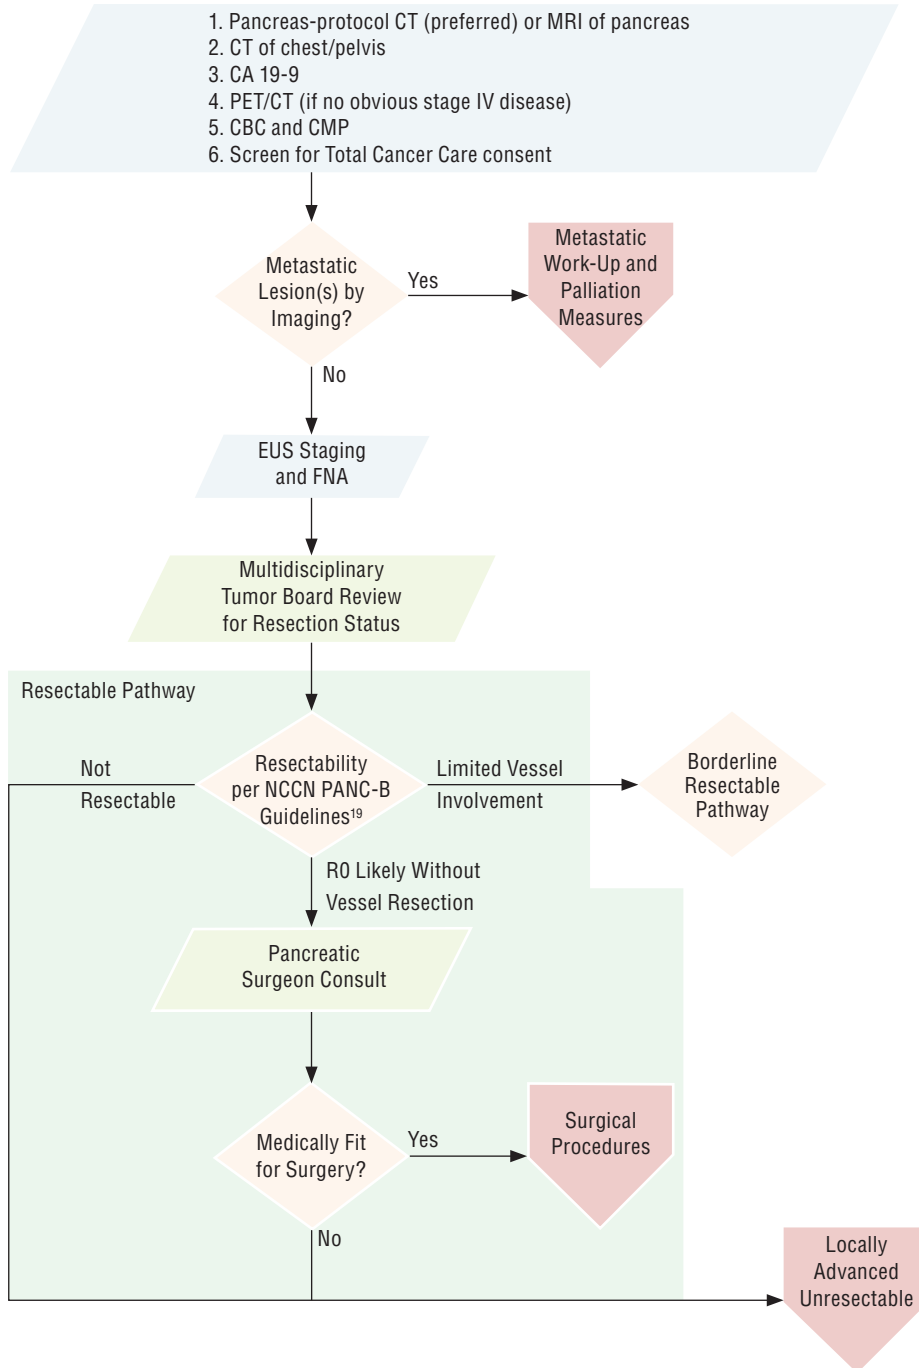 1. Pancreas-protocol CT (preferred) or MRI of pancreas
2. CT of chest/pelvis
3. CA 19-9
4. PET/CT (if no obvious stage IV disease)
5. CBC and CMP
6. Screen for Total Cancer Care consent
Metastatic
Lesion(s) by
Imaging?
Yes
Metastatic
Work-Up and
Palliation
Measures
No
EUS Staging
and FNA
Multidisciplinary
Tumor Board Review
for Resection Status
Resectable Pathway
Not
Resectable
Resectability
per NCCN PANC-B
Guidelines¹⁹
Limited Vessel
Involvement
Borderline
Resectable
Pathway
R0 Likely Without
Vessel Resection
Pancreatic
Surgeon Consult
Medically Fit
for Surgery?
Yes
Surgical
Procedures
No
Locally
Advanced
Unresectable